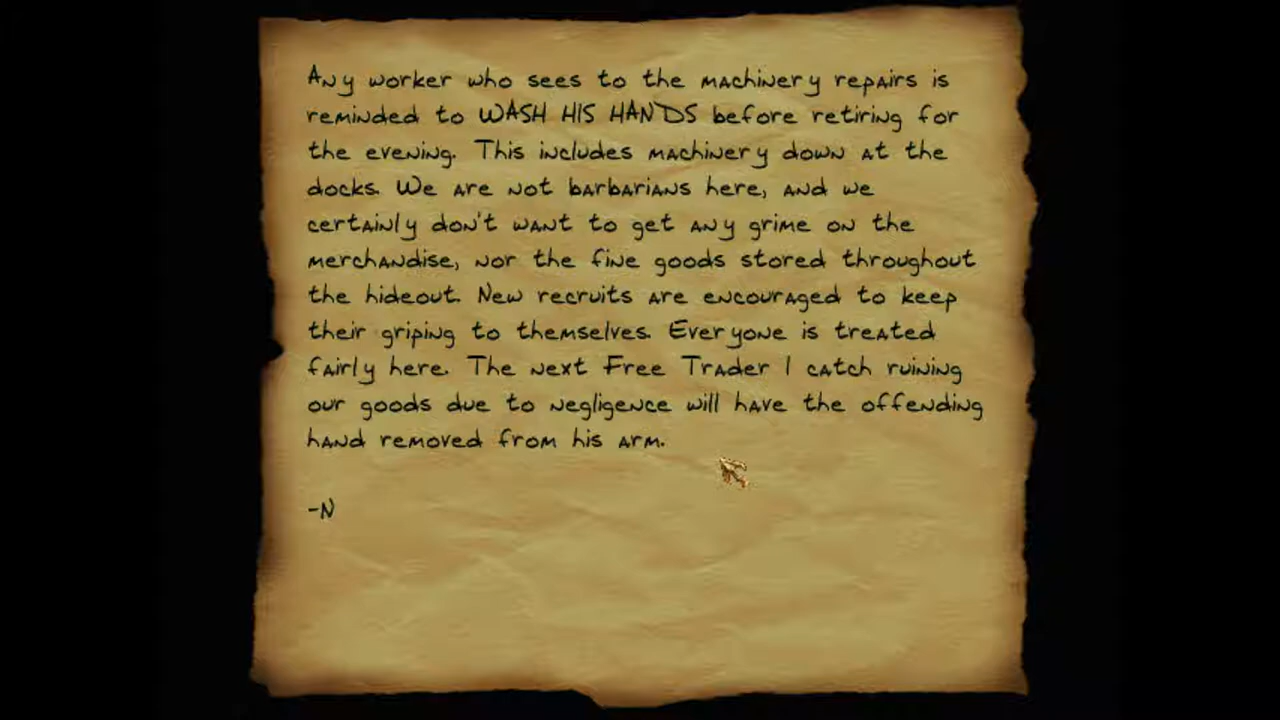 Any worker who sees to the machinery repairs is
reminded to WASH HIS HANDS before retiring for
the evening. This includes machinery down at the
docks. We are not barbarians here, and we
certainly don't want to get any grime on the
merchandise, nor the fine goods stored throughout
the hideout. New recruits are encouraged to keep
their griping to themselves. Everyone is treated
fairly here. The next Free Trader I catch ruining
our goods due to negligence will have the offending
hand removed from his arm.
-N